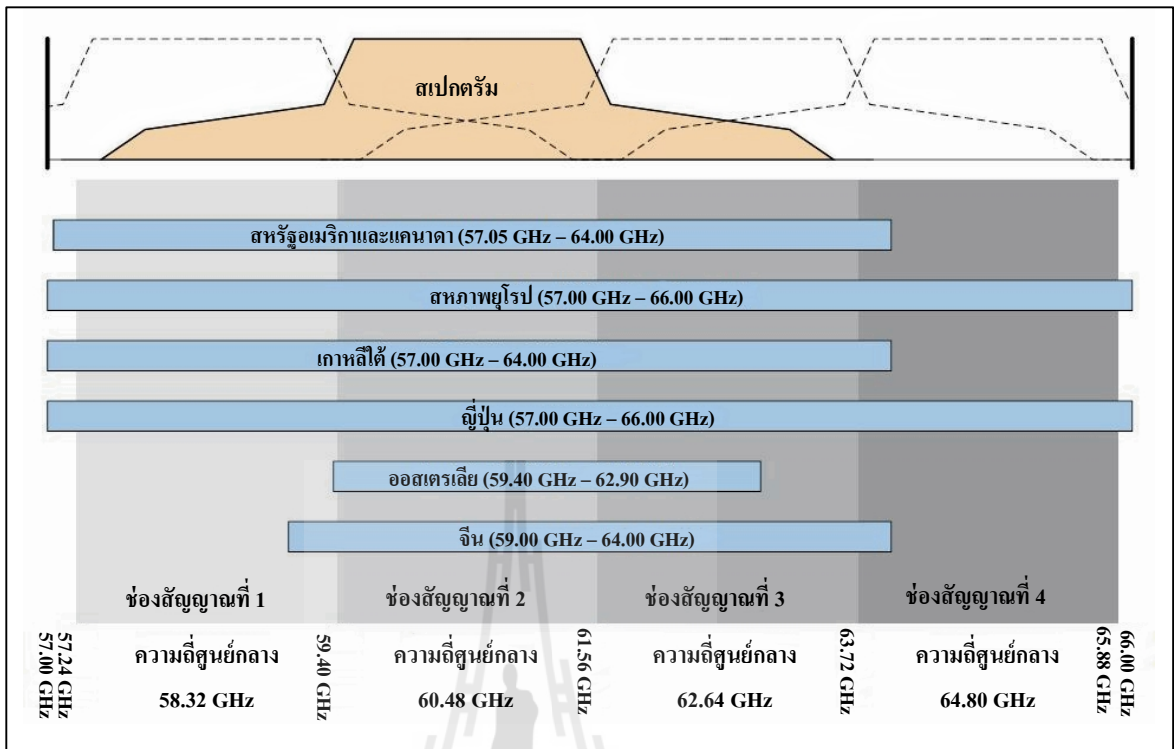 สเปกตรัม
สหรัฐอเมริกาและแคนาดา (57.05 GHz – 64.00 GHz)
สหภาพยุโรป (57.00 GHz – 66.00 GHz)
เกาหลีใต้ (57.00 GHz – 64.00 GHz)
ญี่ปุ่น (57.00 GHz – 66.00 GHz)
ออสเตรเลีย (59.40 GHz – 62.90 GHz)
จีน (59.00 GHz – 64.00 GHz)
ช่องสัญญาณที่ 1 ช่องสัญญาณที่ 2 ช่องสัญญาณที่ 3 ช่องสัญญาณที่ 4
57.00 GHz 57.24 GHz 59.40 GHz 61.56 GHz 63.72 GHz 65.88 GHz 66.00 GHz
ความถี่ศูนย์กลาง ความถี่ศูนย์กลาง ความถี่ศูนย์กลาง ความถี่ศูนย์กลาง
58.32 GHz 60.48 GHz 62.64 GHz 64.80 GHz